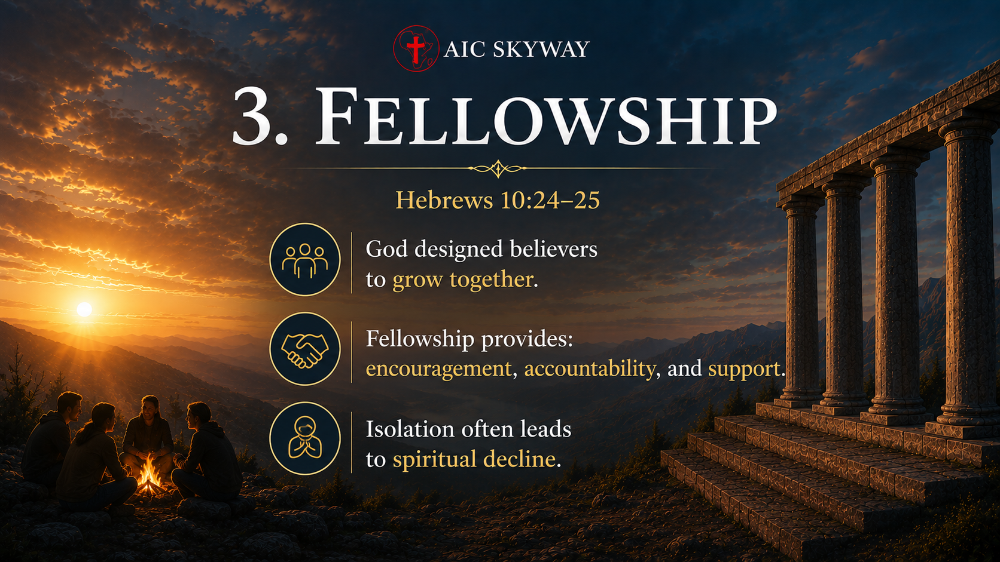 AIC SKYWAY
3. FELLOWSHIP
Hebrews 10:24–25
God designed believers
to grow together.
Fellowship provides:
encouragement, accountability, and support.
Isolation often leads
to spiritual decline.